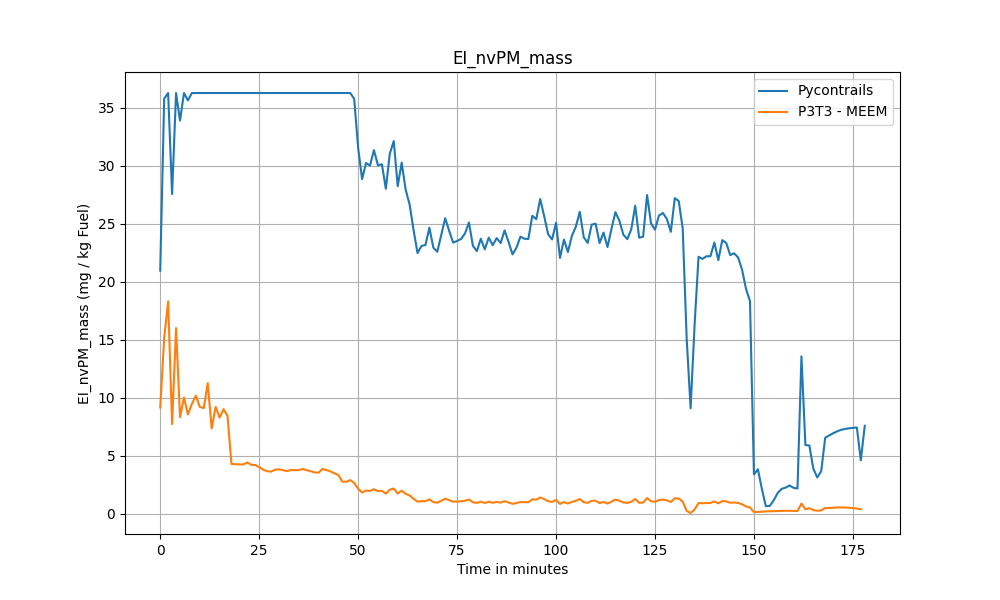 EI_nvPM_mass
Pycontrails
P3T3 - MEEM
EI_nvPM_mass (mg / kg Fuel)
35
30
25
20
15
10
5
0
0 25 50 75 100 125 150 175
Time in minutes